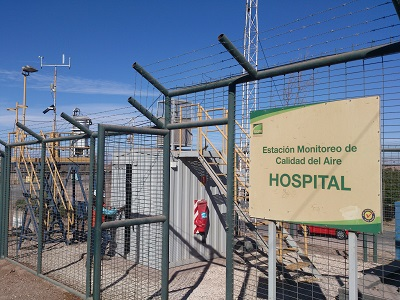 Estación Monitoreo de
Calidad del Aire
HOSPITAL